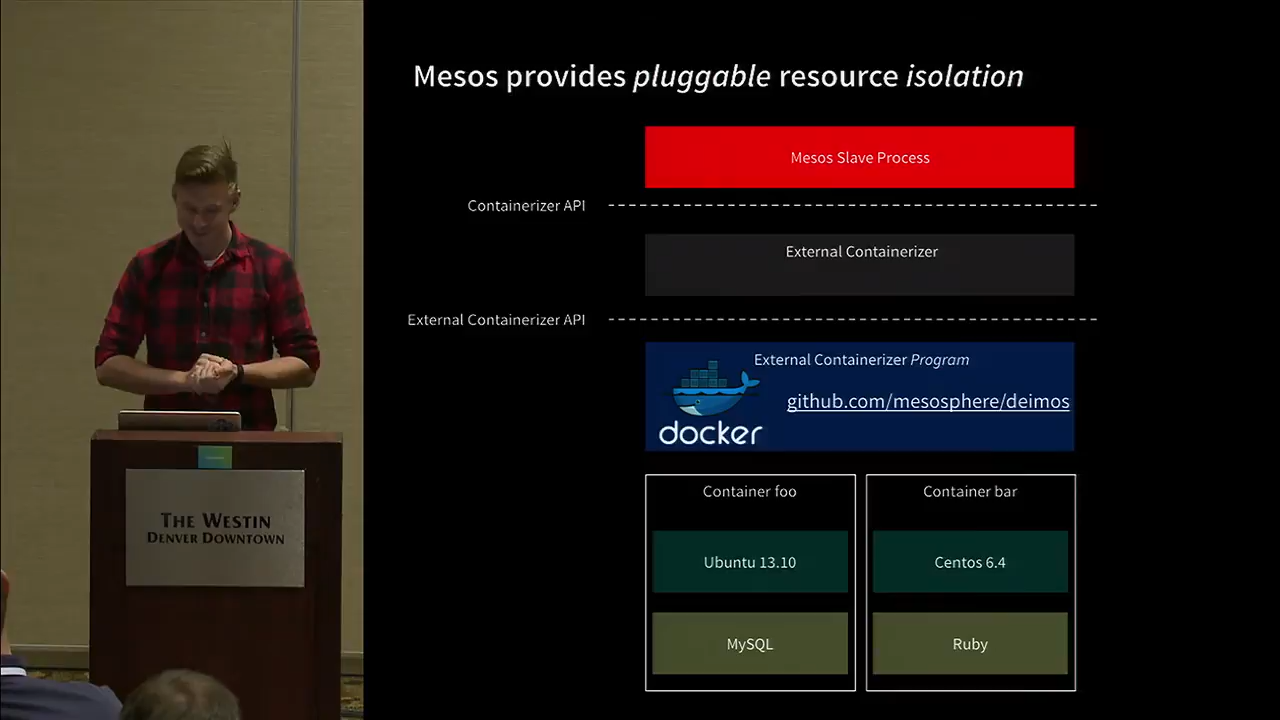 Mesos provides pluggable resource isolation
Mesos Slave Process
Containerizer API
External Containerizer
External Containerizer API
External Containerizer Program
github.com/mesosphere/deimos
docker
Container foo
Container bar
Ubuntu 13.10
Centos 6.4
MySQL
Ruby
THE WESTIN
DENVER DOWNTOWN